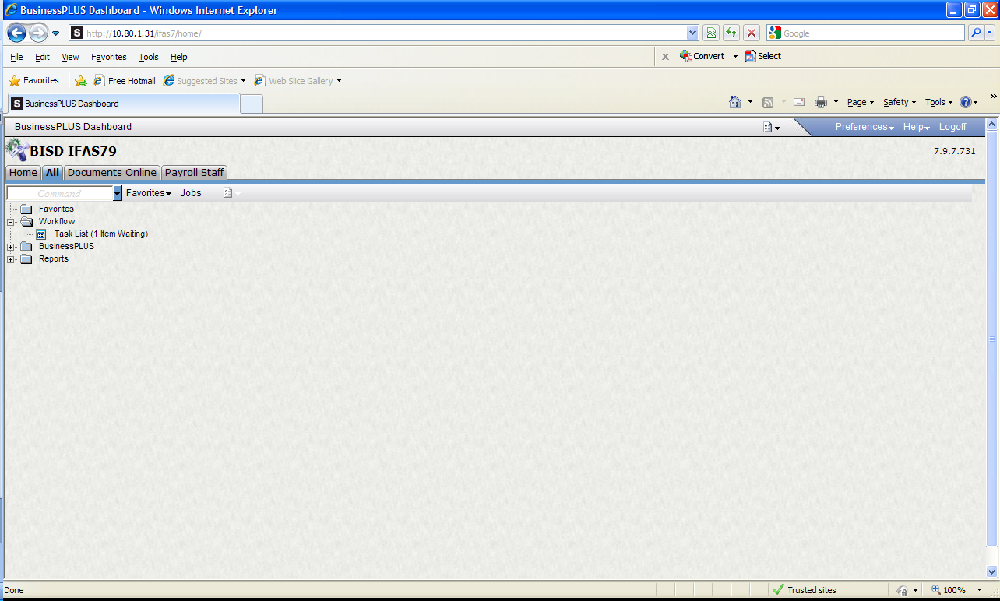 BusinessPLUS Dashboard - Windows Internet Explorer
http://10.80.1.31/ifas7/home/
Google
File Edit View Favorites Tools Help
x Convert Select
Favorites Free Hotmail Suggested Sites Web Slice Gallery
BusinessPLUS Dashboard
Page Safety Tools »
BusinessPLUS Dashboard
Preferences Help Logoff
BISD IFAS79
7.9.7.731
Home All Documents Online Payroll Staff
Command Favorites Jobs
Favorites
Workflow
Task List (1 Item Waiting)
BusinessPLUS
Reports
Done
Trusted sites
100%